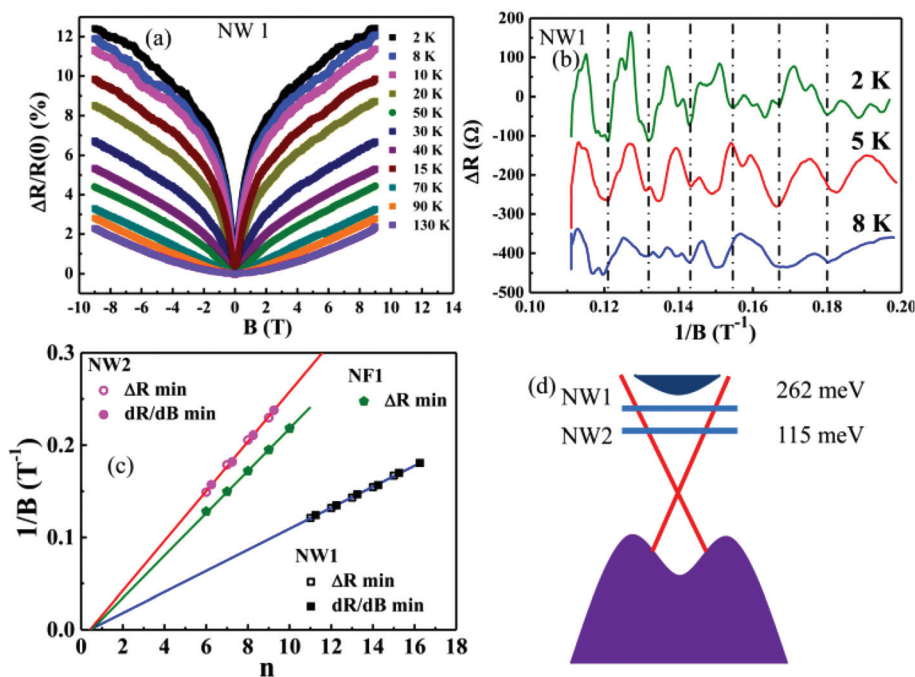 (a)
NW 1
ΔR/R(0) (%)
12
10
8
6
4
2
0
-10 -8 -6 -4 -2 0 2 4 6 8 10 12 14
B (T)
2 K
8 K
10 K
20 K
50 K
30 K
40 K
15 K
70 K
90 K
130 K
NW1
(b)
ΔR (Ω)
200
100
0
-100
-200
-300
-400
-500
2 K
5 K
8 K
0.10 0.12 0.14 0.16 0.18 0.20
1/B (T⁻¹)
(c)
1/B (T⁻¹)
0.3
0.2
0.1
0.0
NW2
ΔR min
dR/dB min
NF1
ΔR min
NW1
ΔR min
dR/dB min
0 2 4 6 8 10 12 14 16 18
n
(d)
NW1 262 meV
NW2 115 meV